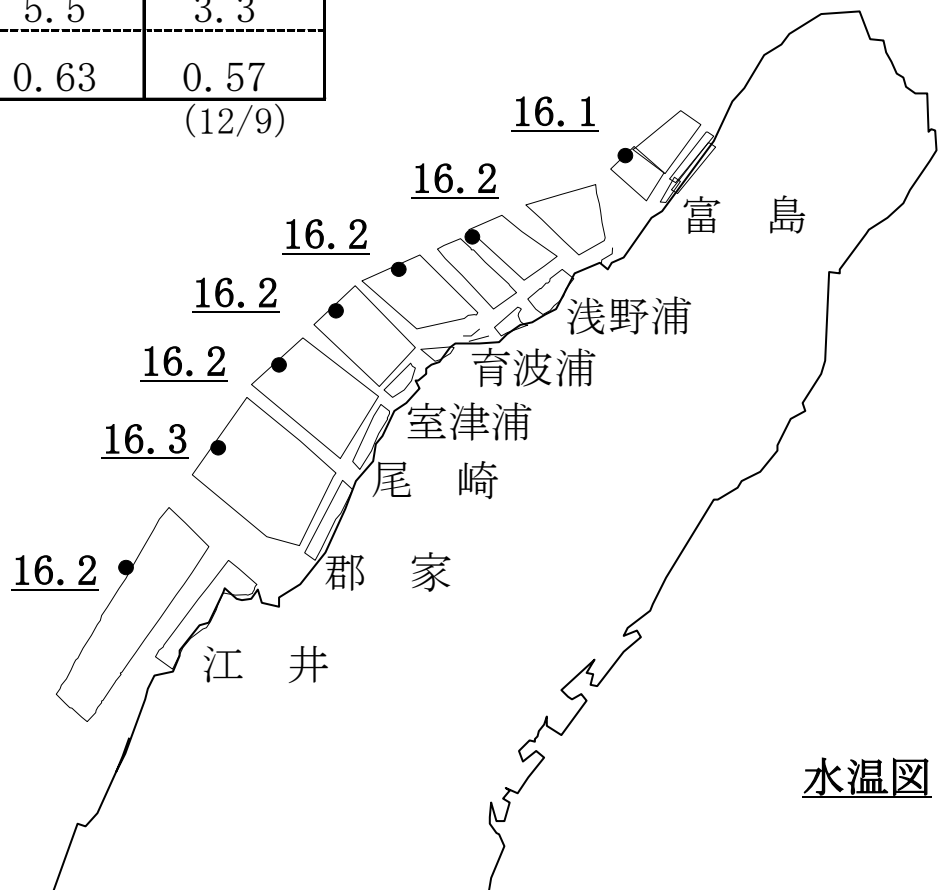 5.5 3.3
0.63 0.57
(12/9)
16.1
16.2
富　島
16.2
16.2
浅野浦
16.2
育波浦
室津浦
16.3
尾　崎
16.2
郡　家
江　井
水温図